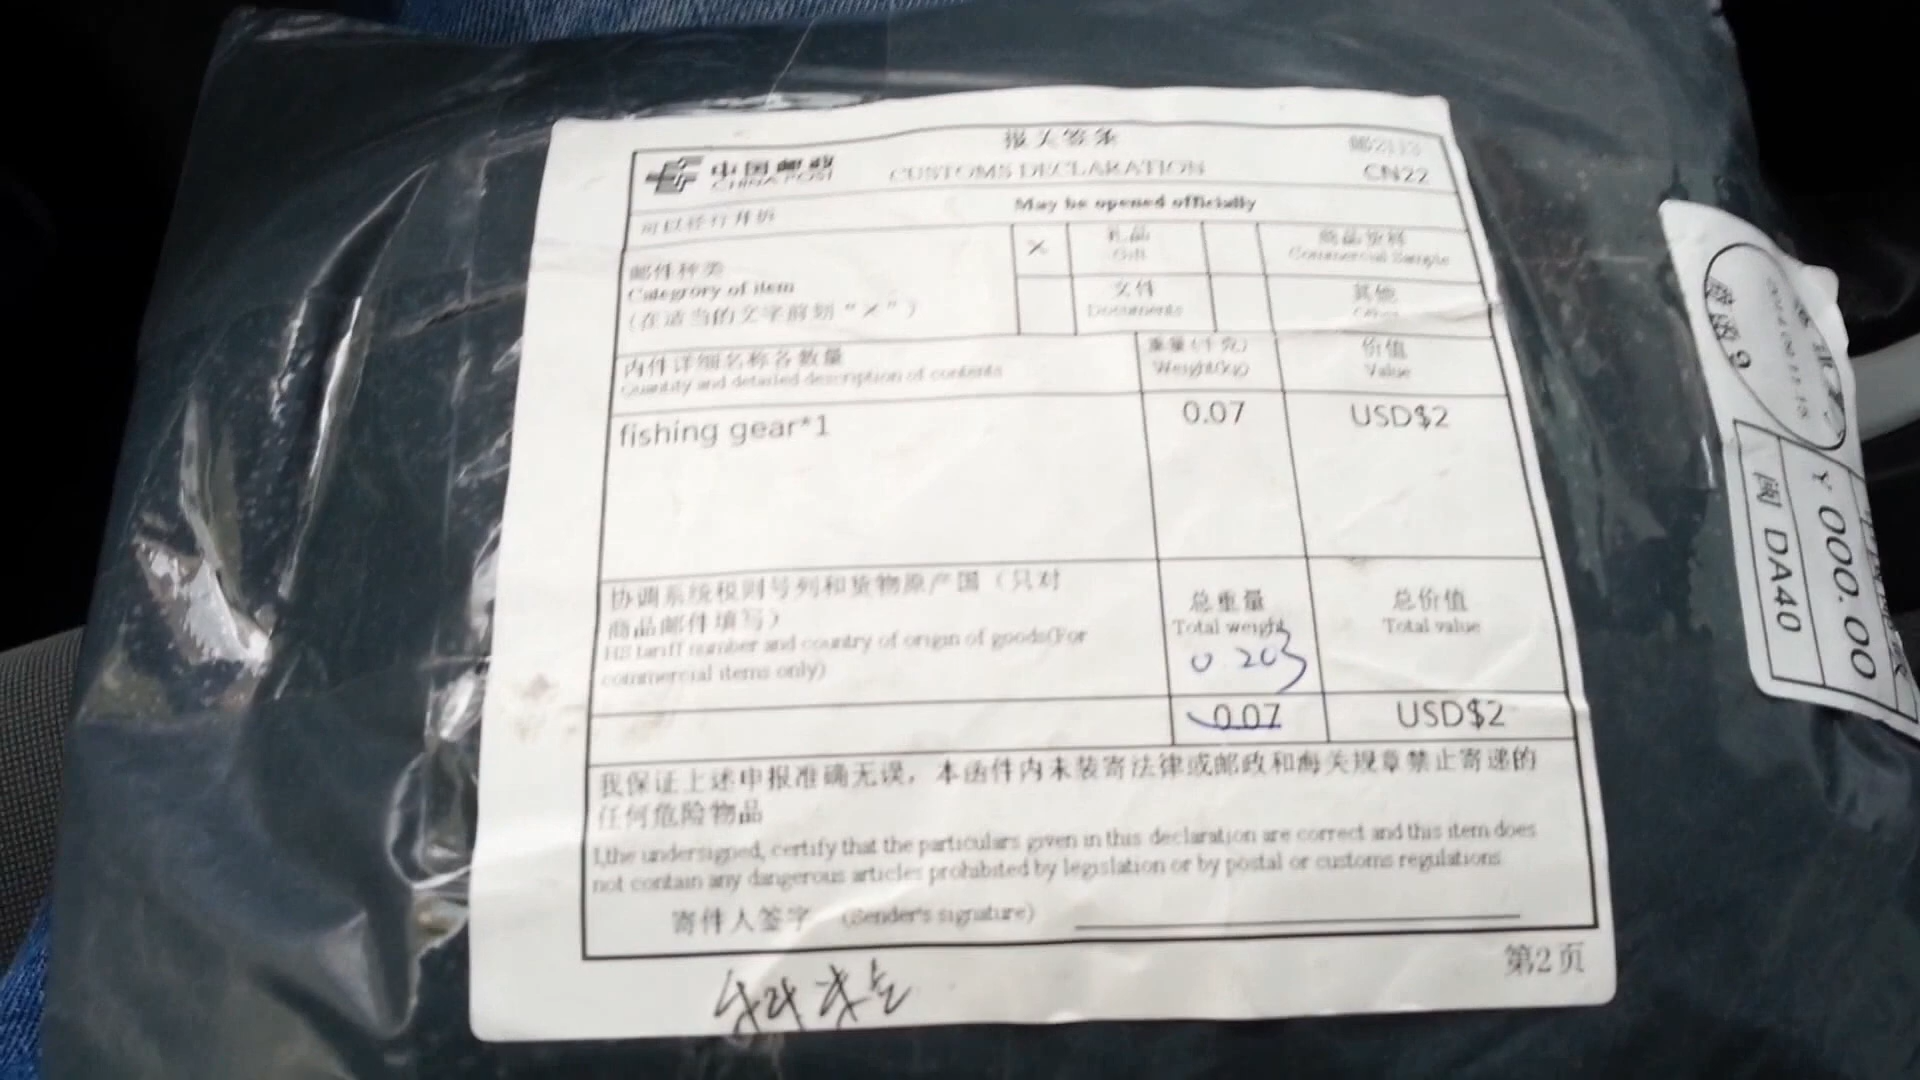 中国邮政
CHINA POST
报关签条
CUSTOMS DECLARATION
邮2113
CN22
可以径行开拆
May be opened officially
邮件种类
Categrory of item
(在适当的文字前划“×”)
×
礼品
Gift
商品货样
Commercial Sample
文件
Documents
其他
Other
内件详细名称各数量
Quantity and detailed description of contents
重量(千克)
Weight(kg)
价值
Value
fishing gear*1
0.07
USD$2
协调系统税则号列和货物原产国(只对
商品邮件填写)
HS tariff number and country of origin of goods(For
commercial items only)
总重量
Total weight
0.203
总价值
Total value
0.07
USD$2
我保证上述申报准确无误,本函件内未装寄法律或邮政和海关规章禁止寄递的
任何危险物品
I,the undersigned, certify that the particulars given in this declaration are correct and this item does
not contain any dangerous articles prohibited by legislation or by postal or customs regulations
寄件人签字 (Sender's signature)
第2页
Y 000.00
闽 DA40